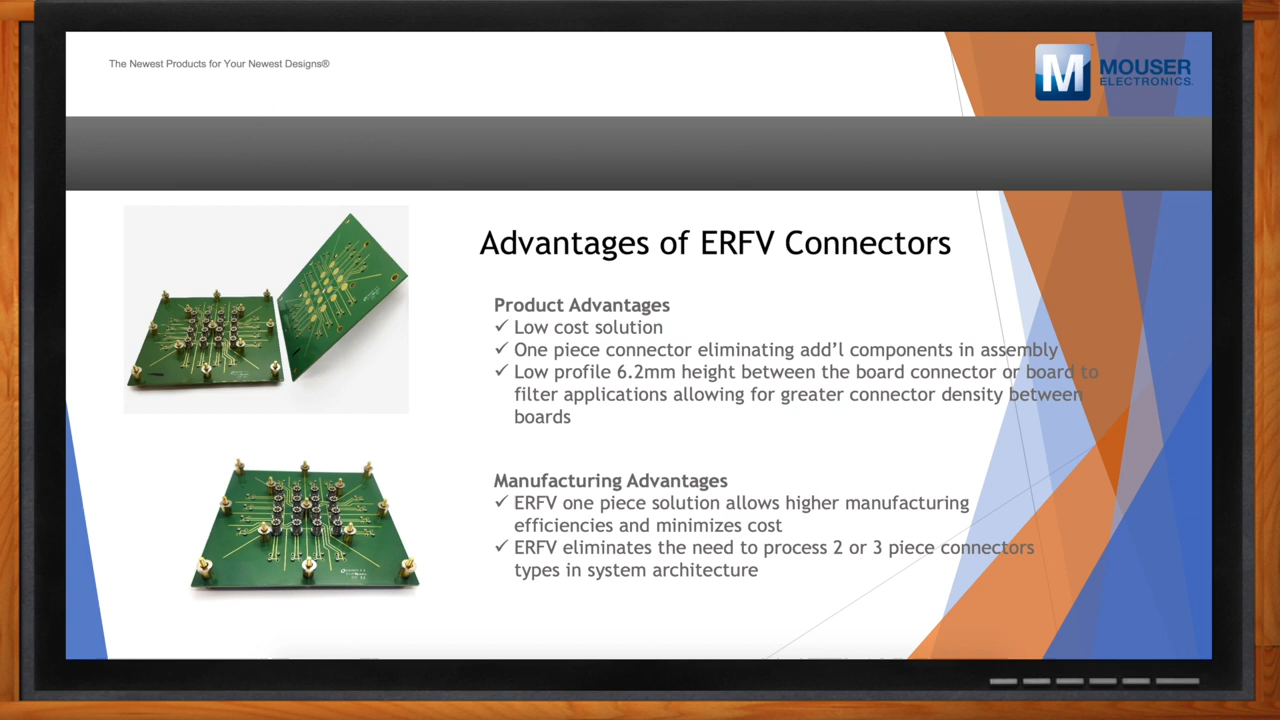 The Newest Products for Your Newest Designs®
M MOUSER
ELECTRONICS.
Advantages of ERFV Connectors
Product Advantages
✓ Low cost solution
✓ One piece connector eliminating add’l components in assembly
✓ Low profile 6.2mm height between the board connector or board to
filter applications allowing for greater connector density between
boards
Manufacturing Advantages
✓ ERFV one piece solution allows higher manufacturing
efficiencies and minimizes cost
✓ ERFV eliminates the need to process 2 or 3 piece connectors
types in system architecture